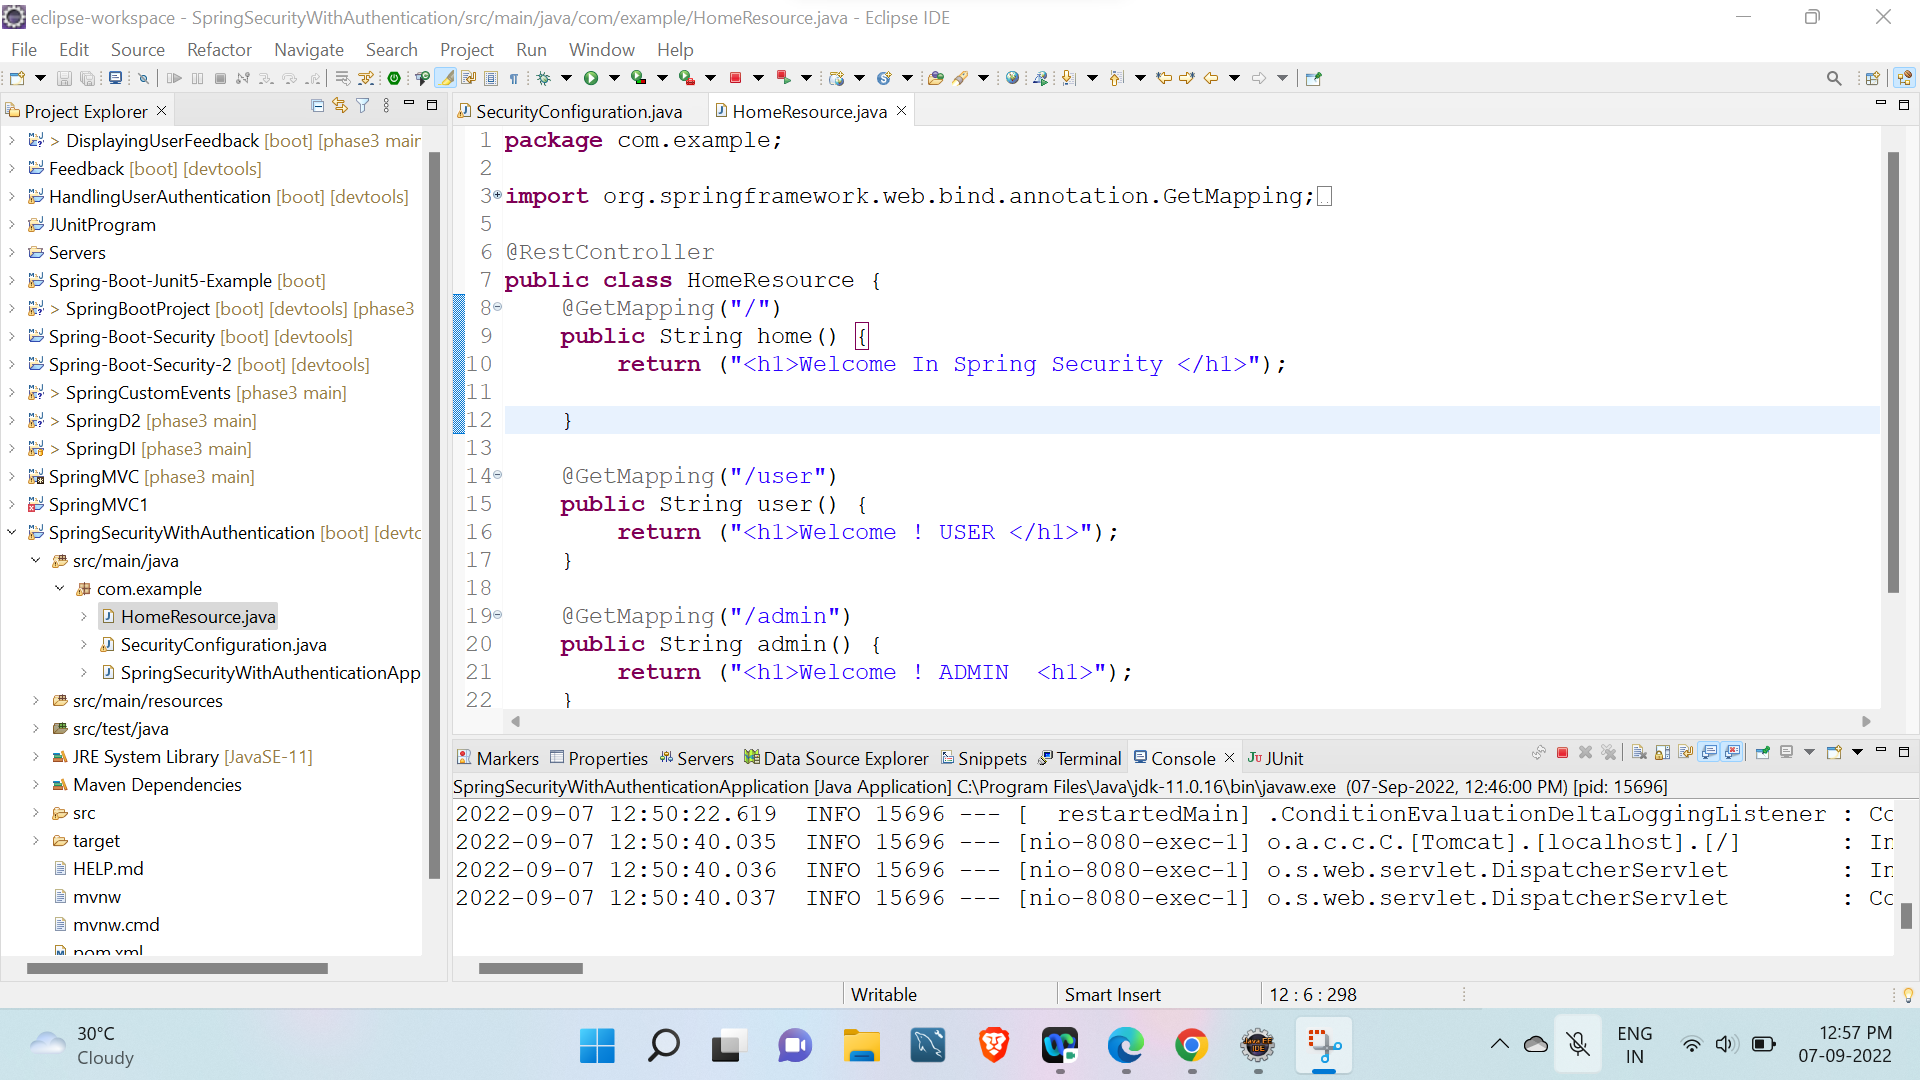 eclipse-workspace - SpringSecurityWithAuthentication/src/main/java/com/example/HomeResource.java - Eclipse IDE
File Edit Source Refactor Navigate Search Project Run Window Help
Project Explorer
> DisplayingUserFeedback [boot] [phase3 main
Feedback [boot] [devtools]
HandlingUserAuthentication [boot] [devtools]
JUnitProgram
Servers
Spring-Boot-Junit5-Example [boot]
> SpringBootProject [boot] [devtools] [phase3
Spring-Boot-Security [boot] [devtools]
Spring-Boot-Security-2 [boot] [devtools]
> SpringCustomEvents [phase3 main]
> SpringD2 [phase3 main]
> SpringDI [phase3 main]
SpringMVC [phase3 main]
SpringMVC1
SpringSecurityWithAuthentication [boot] [devtc
src/main/java
com.example
HomeResource.java
SecurityConfiguration.java
SpringSecurityWithAuthenticationApp
src/main/resources
src/test/java
JRE System Library [JavaSE-11]
Maven Dependencies
src
target
HELP.md
mvnw
mvnw.cmd
pom.xml
SecurityConfiguration.java HomeResource.java
1 package com.example;
2
3 import org.springframework.web.bind.annotation.GetMapping;
5
6 @RestController
7 public class HomeResource {
8 @GetMapping("/")
9 public String home() {
10 return ("<h1>Welcome In Spring Security </h1>");
11
12 }
13
14 @GetMapping("/user")
15 public String user() {
16 return ("<h1>Welcome ! USER </h1>");
17 }
18
19 @GetMapping("/admin")
20 public String admin() {
21 return ("<h1>Welcome ! ADMIN  <h1>");
22 }
Markers Properties Servers Data Source Explorer Snippets Terminal Console JUnit
SpringSecurityWithAuthenticationApplication [Java Application] C:\Program Files\Java\jdk-11.0.16\bin\javaw.exe (07-Sep-2022, 12:46:00 PM) [pid: 15696]
2022-09-07 12:50:22.619  INFO 15696 --- [  restartedMain] .ConditionEvaluationDeltaLoggingListener : Co
2022-09-07 12:50:40.035  INFO 15696 --- [nio-8080-exec-1] o.a.c.c.C.[Tomcat].[localhost].[/]       : In
2022-09-07 12:50:40.036  INFO 15696 --- [nio-8080-exec-1] o.s.web.servlet.DispatcherServlet        : In
2022-09-07 12:50:40.037  INFO 15696 --- [nio-8080-exec-1] o.s.web.servlet.DispatcherServlet        : Co
Writable Smart Insert 12 : 6 : 298
30°C
Cloudy
ENG
IN
12:57 PM
07-09-2022